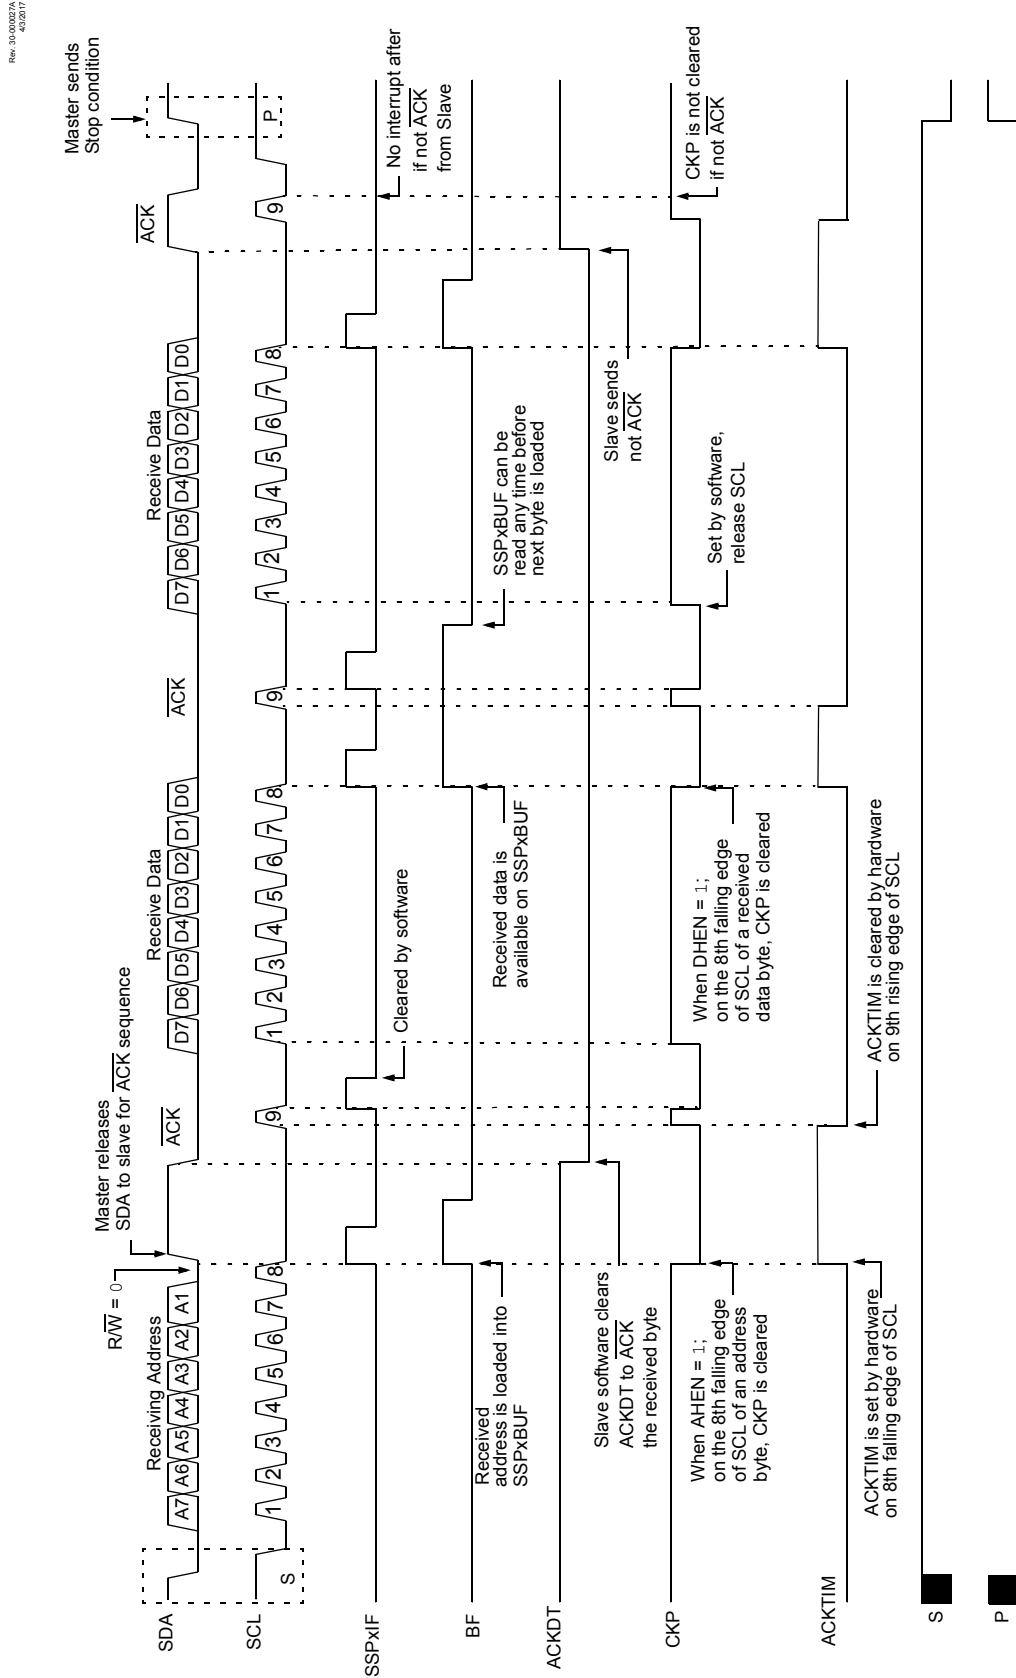 Rev. 30-000027A
4/3/2017
Master sends
Stop condition
Master releases
SDA to slave for ACK sequence
R/W = 0
Receiving Address
Receive Data
Receive Data
ACK
ACK
ACK
SDA
A7 A6 A5 A4 A3 A2 A1
D7 D6 D5 D4 D3 D2 D1 D0
D7 D6 D5 D4 D3 D2 D1 D0
SCL
S
1 2 3 4 5 6 7 8 9
1 2 3 4 5 6 7 8 9
1 2 3 4 5 6 7 8 9
P
SSPxIF
Cleared by software
No interrupt after
if not ACK
from Slave
BF
Received
address is loaded into
SSPxBUF
Received data is
available on SSPxBUF
SSPxBUF can be
read any time before
next byte is loaded
ACKDT
Slave software clears
ACKDT to ACK
the received byte
Slave sends
not ACK
CKP
When AHEN = 1;
on the 8th falling edge
of SCL of an address
byte, CKP is cleared
When DHEN = 1;
on the 8th falling edge
of SCL of a received
data byte, CKP is cleared
Set by software,
release SCL
CKP is not cleared
if not ACK
ACKTIM
ACKTIM is set by hardware
on 8th falling edge of SCL
ACKTIM is cleared by hardware
on 9th rising edge of SCL
S
P